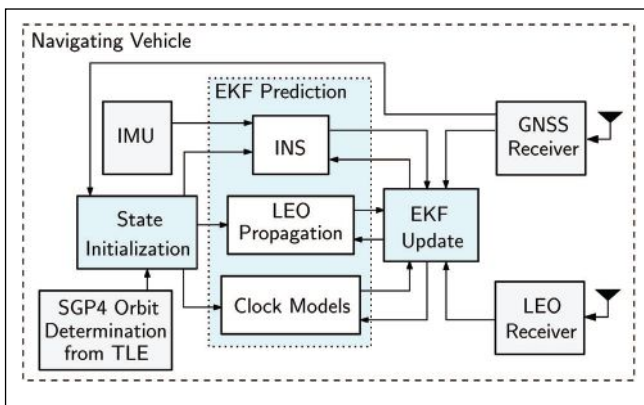 Navigating Vehicle
EKF Prediction
IMU
INS
GNSS
Receiver
State
Initialization
LEO
Propagation
EKF
Update
SGP4 Orbit
Determination
from TLE
Clock Models
LEO
Receiver